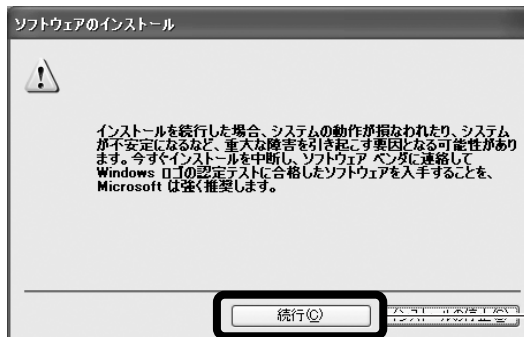 ソフトウェアのインストール
インストールを続行した場合、システムの動作が損なわれたり、システム
が不安定になるなど、重大な障害を引き起こす要因となる可能性があり
ます。今すぐインストールを中断し、ソフトウェア ベンダに連絡して
Windows ロゴの認定テストに合格したソフトウェアを入手することを、
Microsoft は強く推奨します。
続行(C)